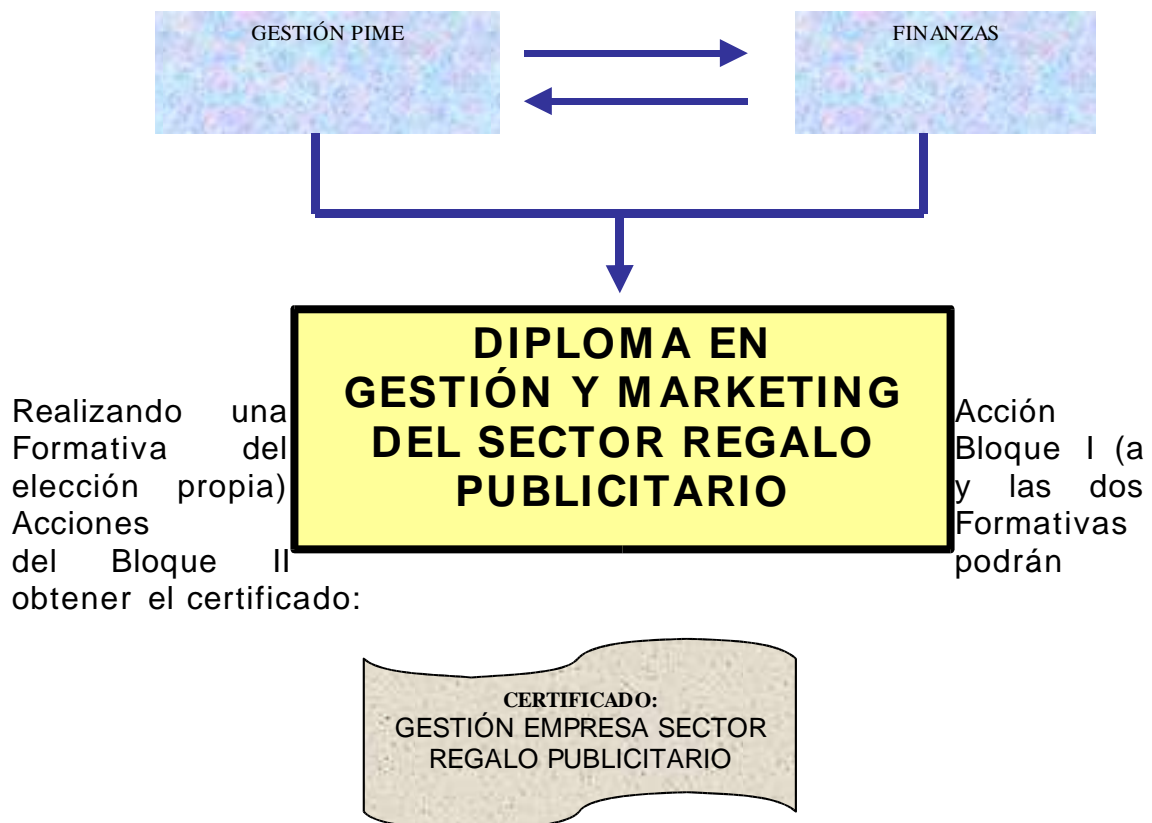 GESTIÓN PIME
FINANZAS
DIPLOMA EN
GESTIÓN Y MARKETING
DEL SECTOR REGALO
PUBLICITARIO
Realizando una Acción
Formativa del Bloque I (a
elección propia) y las dos
Acciones Formativas
del Bloque II podrán
obtener el certificado:
CERTIFICADO:
GESTIÓN EMPRESA SECTOR
REGALO PUBLICITARIO